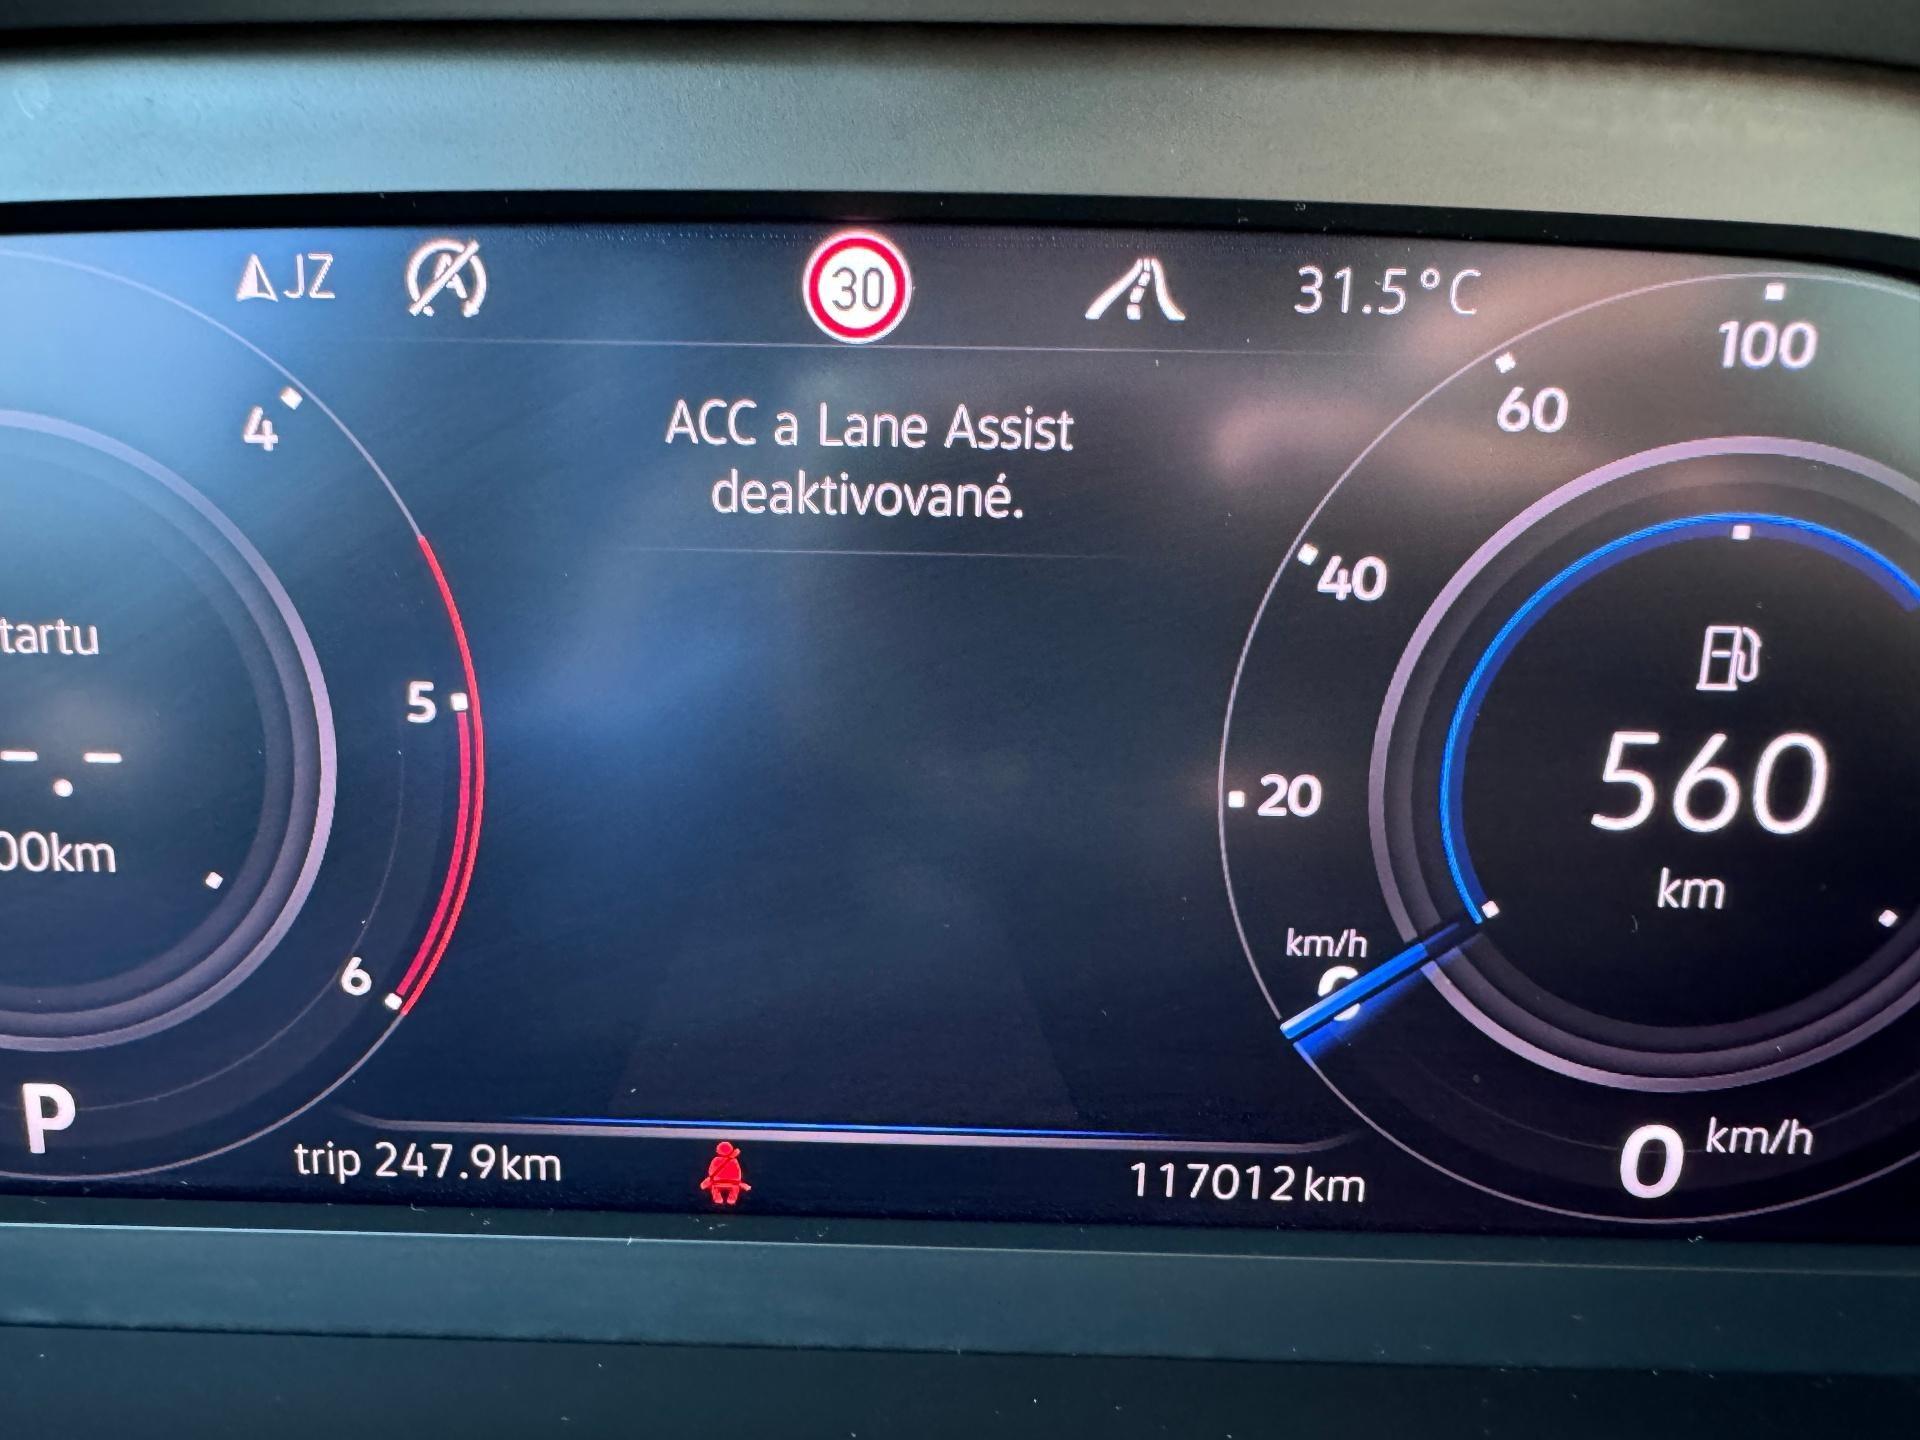 JZ
30
31.5°C
ACC a Lane Assist
deaktivované.
4
5
6
tartu
--.-
00km
P
trip 247.9km
117012km
100
60
40
20
km/h
560
km
0 km/h